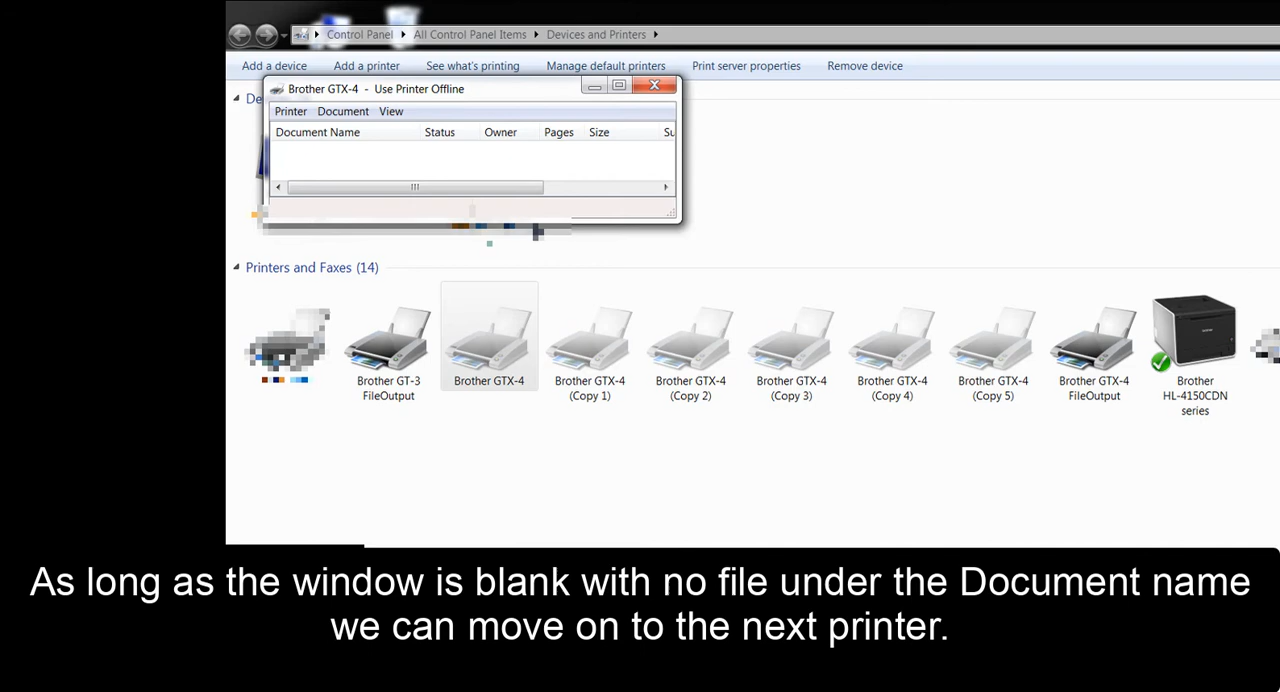 Control Panel All Control Panel Items Devices and Printers
Add a device Add a printer See what's printing Manage default printers Print server properties Remove device
Brother GTX-4 - Use Printer Offline
Printer Document View
Document Name Status Owner Pages Size Su
De
Printers and Faxes (14)
Brother GT-3
FileOutput
Brother GTX-4
Brother GTX-4
(Copy 1)
Brother GTX-4
(Copy 2)
Brother GTX-4
(Copy 3)
Brother GTX-4
(Copy 4)
Brother GTX-4
(Copy 5)
Brother GTX-4
FileOutput
Brother
HL-4150CDN
series
As long as the window is blank with no file under the Document name
we can move on to the next printer.